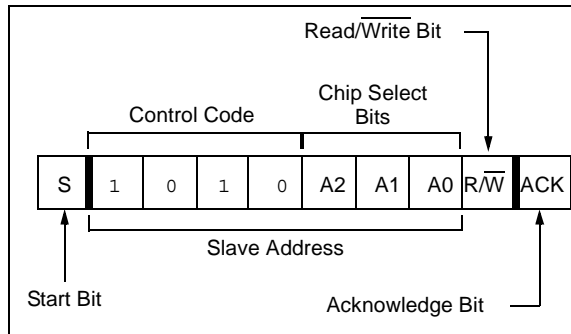 Read/Write Bit
Chip Select
Bits
Control Code
S 1 0 1 0 A2 A1 A0 R/W ACK
Slave Address
Start Bit
Acknowledge Bit